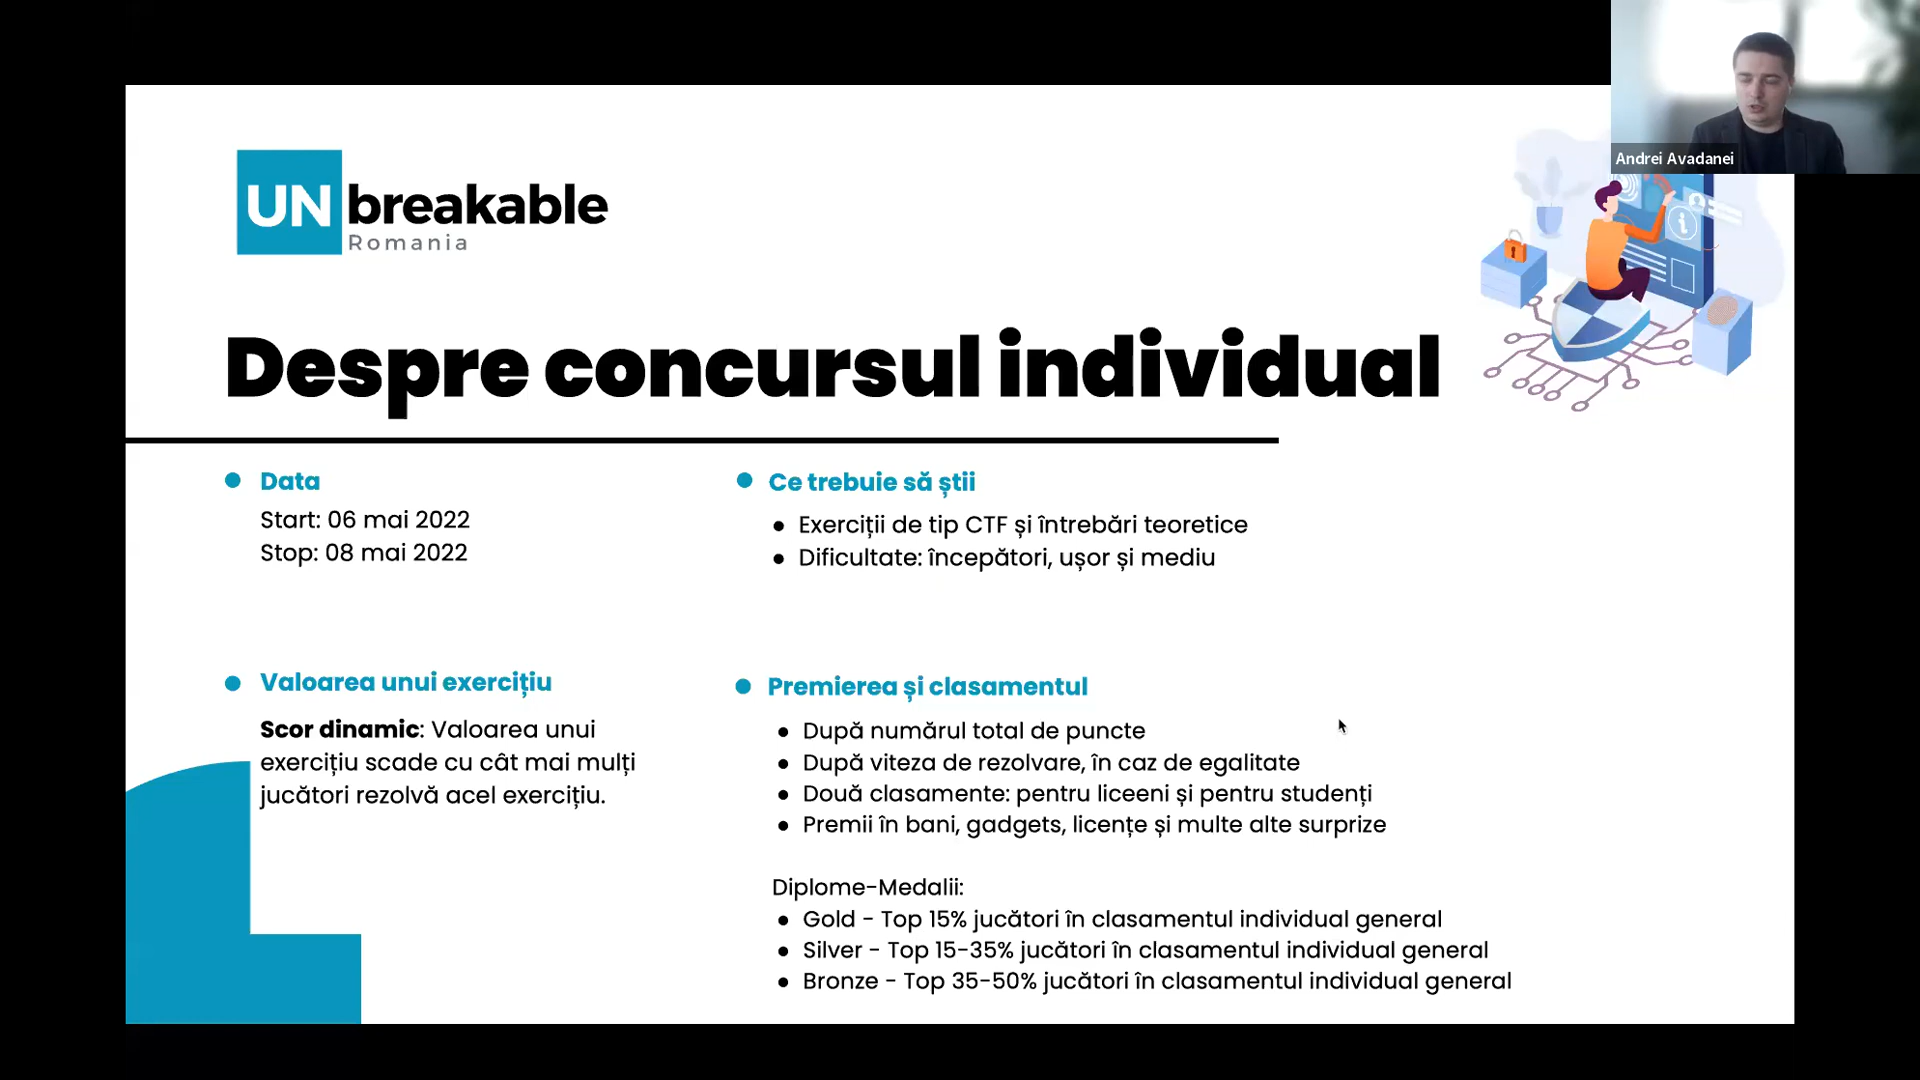 Andrei Avadanei
UNbreakable
Romania
Despre concursul individual
Data
Start: 06 mai 2022
Stop: 08 mai 2022
Ce trebuie să știi
● Exerciții de tip CTF și întrebări teoretice
● Dificultate: începători, ușor și mediu
Valoarea unui exercițiu
Scor dinamic: Valoarea unui
exercițiu scade cu cât mai mulți
jucători rezolvă acel exercițiu.
Premierea și clasamentul
● După numărul total de puncte
● După viteza de rezolvare, în caz de egalitate
● Două clasamente: pentru liceeni și pentru studenți
● Premii în bani, gadgets, licențe și multe alte surprize
Diplome-Medalii:
● Gold - Top 15% jucători în clasamentul individual general
● Silver - Top 15-35% jucători în clasamentul individual general
● Bronze - Top 35-50% jucători în clasamentul individual general